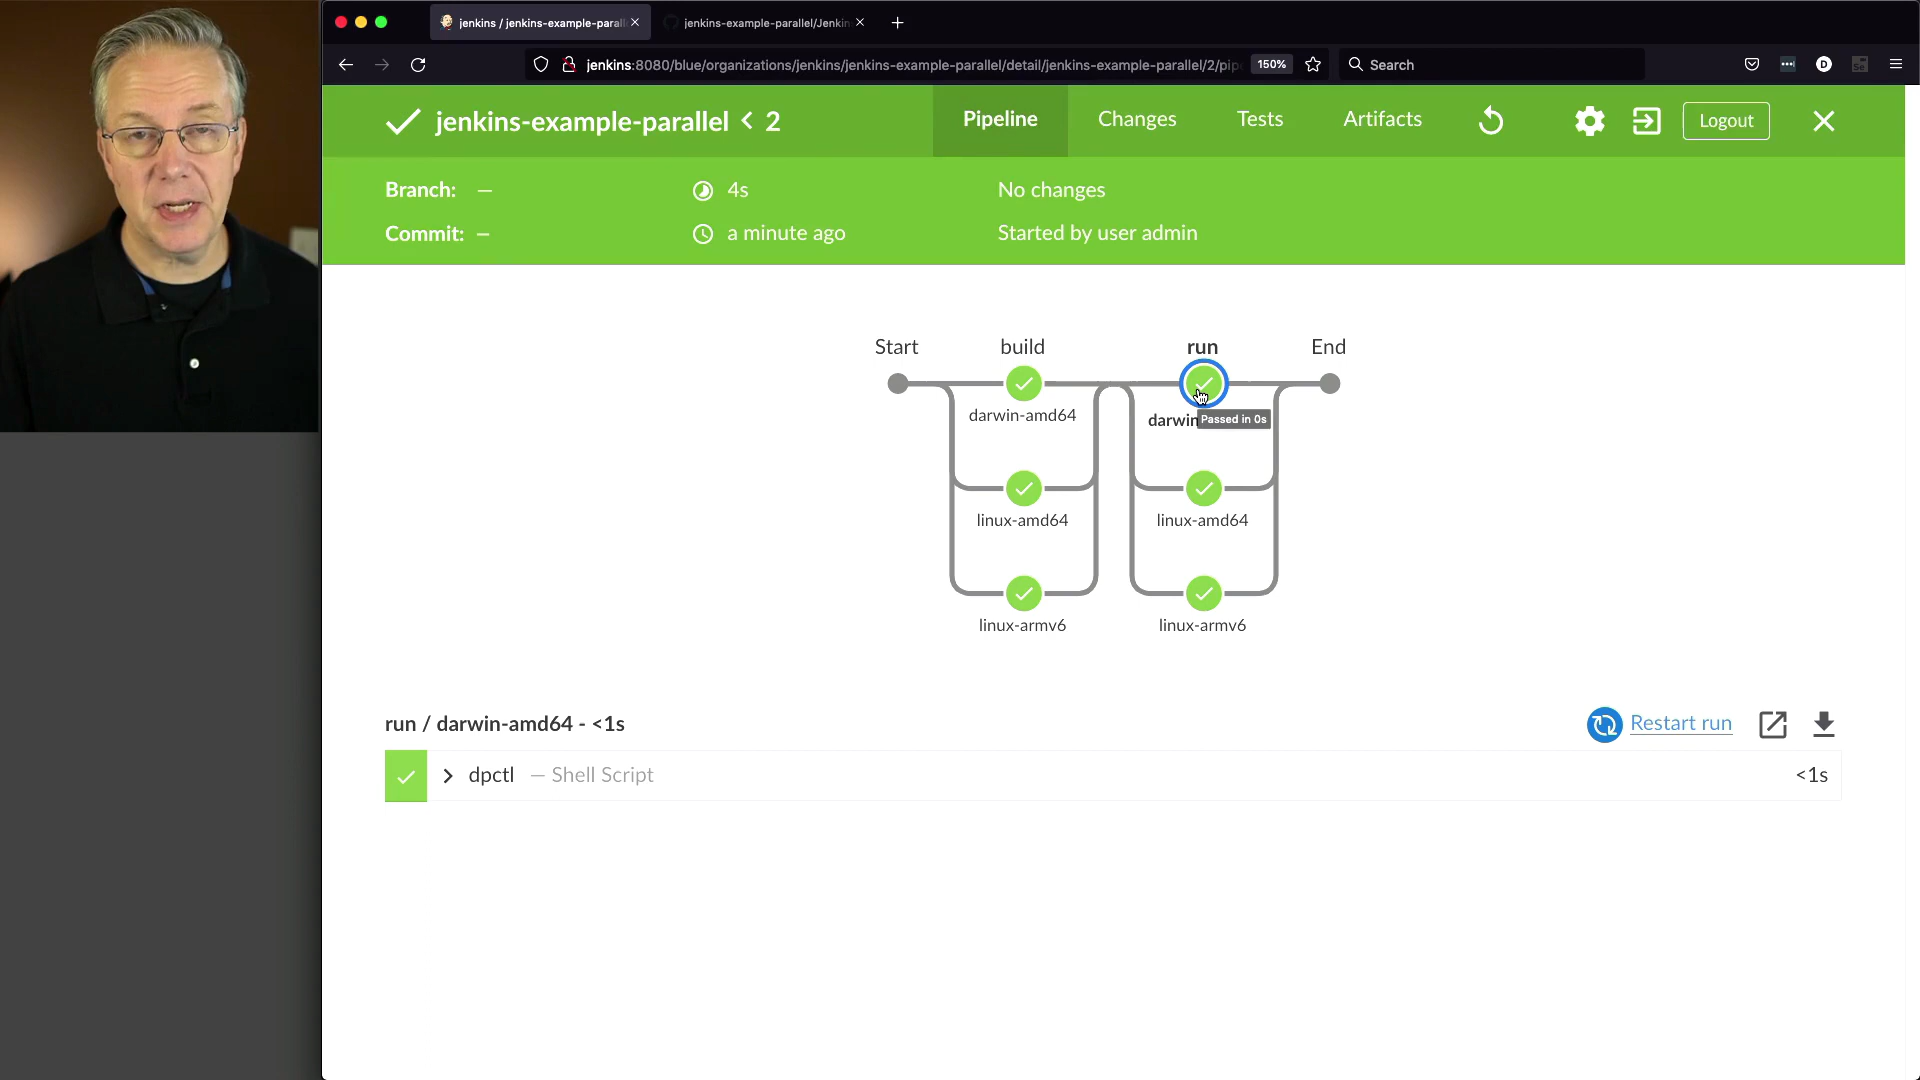 jenkins / jenkins-example-paral
jenkins-example-parallel/Jenkin
jenkins:8080/blue/organizations/jenkins/jenkins-example-parallel/detail/jenkins-example-parallel/2/pip
150%
Search
jenkins-example-parallel < 2
Pipeline
Changes
Tests
Artifacts
Logout
Branch: —
4s
No changes
Commit: —
a minute ago
Started by user admin
Start
build
run
End
darwin-amd64
darwin
Passed in 0s
linux-amd64
linux-amd64
linux-armv6
linux-armv6
run / darwin-amd64 - <1s
Restart run
dpctl — Shell Script
<1s